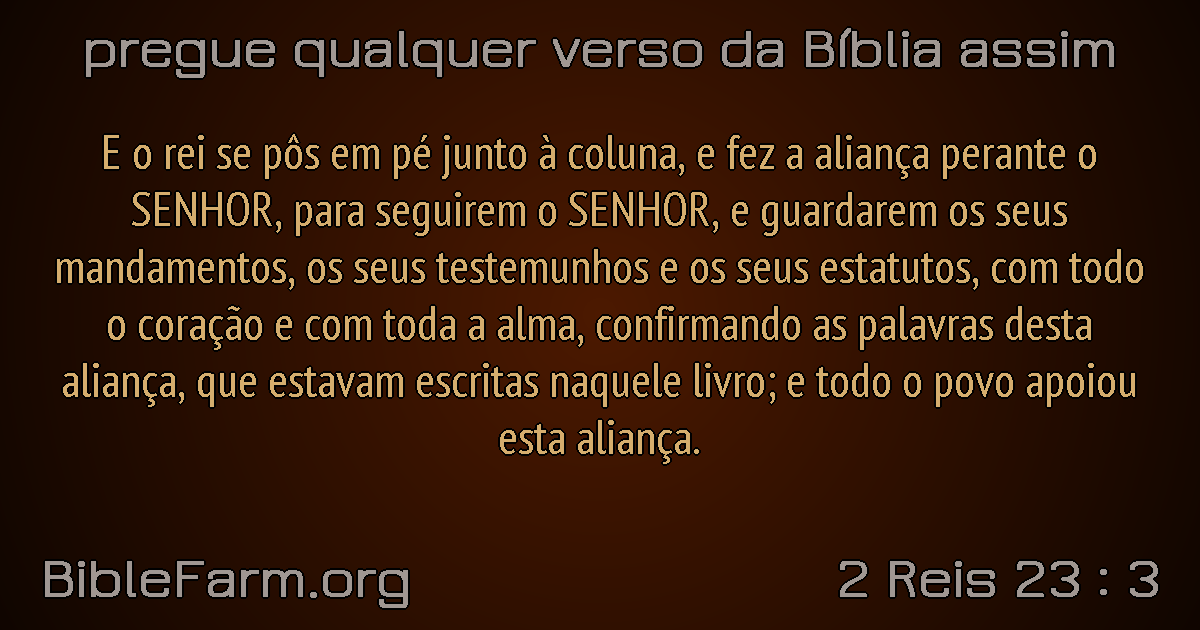 pregue qualquer verso da Bíblia assim
E o rei se pôs em pé junto à coluna, e fez a aliança perante o
SENHOR, para seguirem o SENHOR, e guardarem os seus
mandamentos, os seus testemunhos e os seus estatutos, com todo
o coração e com toda a alma, confirmando as palavras desta
aliança, que estavam escritas naquele livro; e todo o povo apoiou
esta aliança.
BibleFarm.org
2 Reis 23 : 3